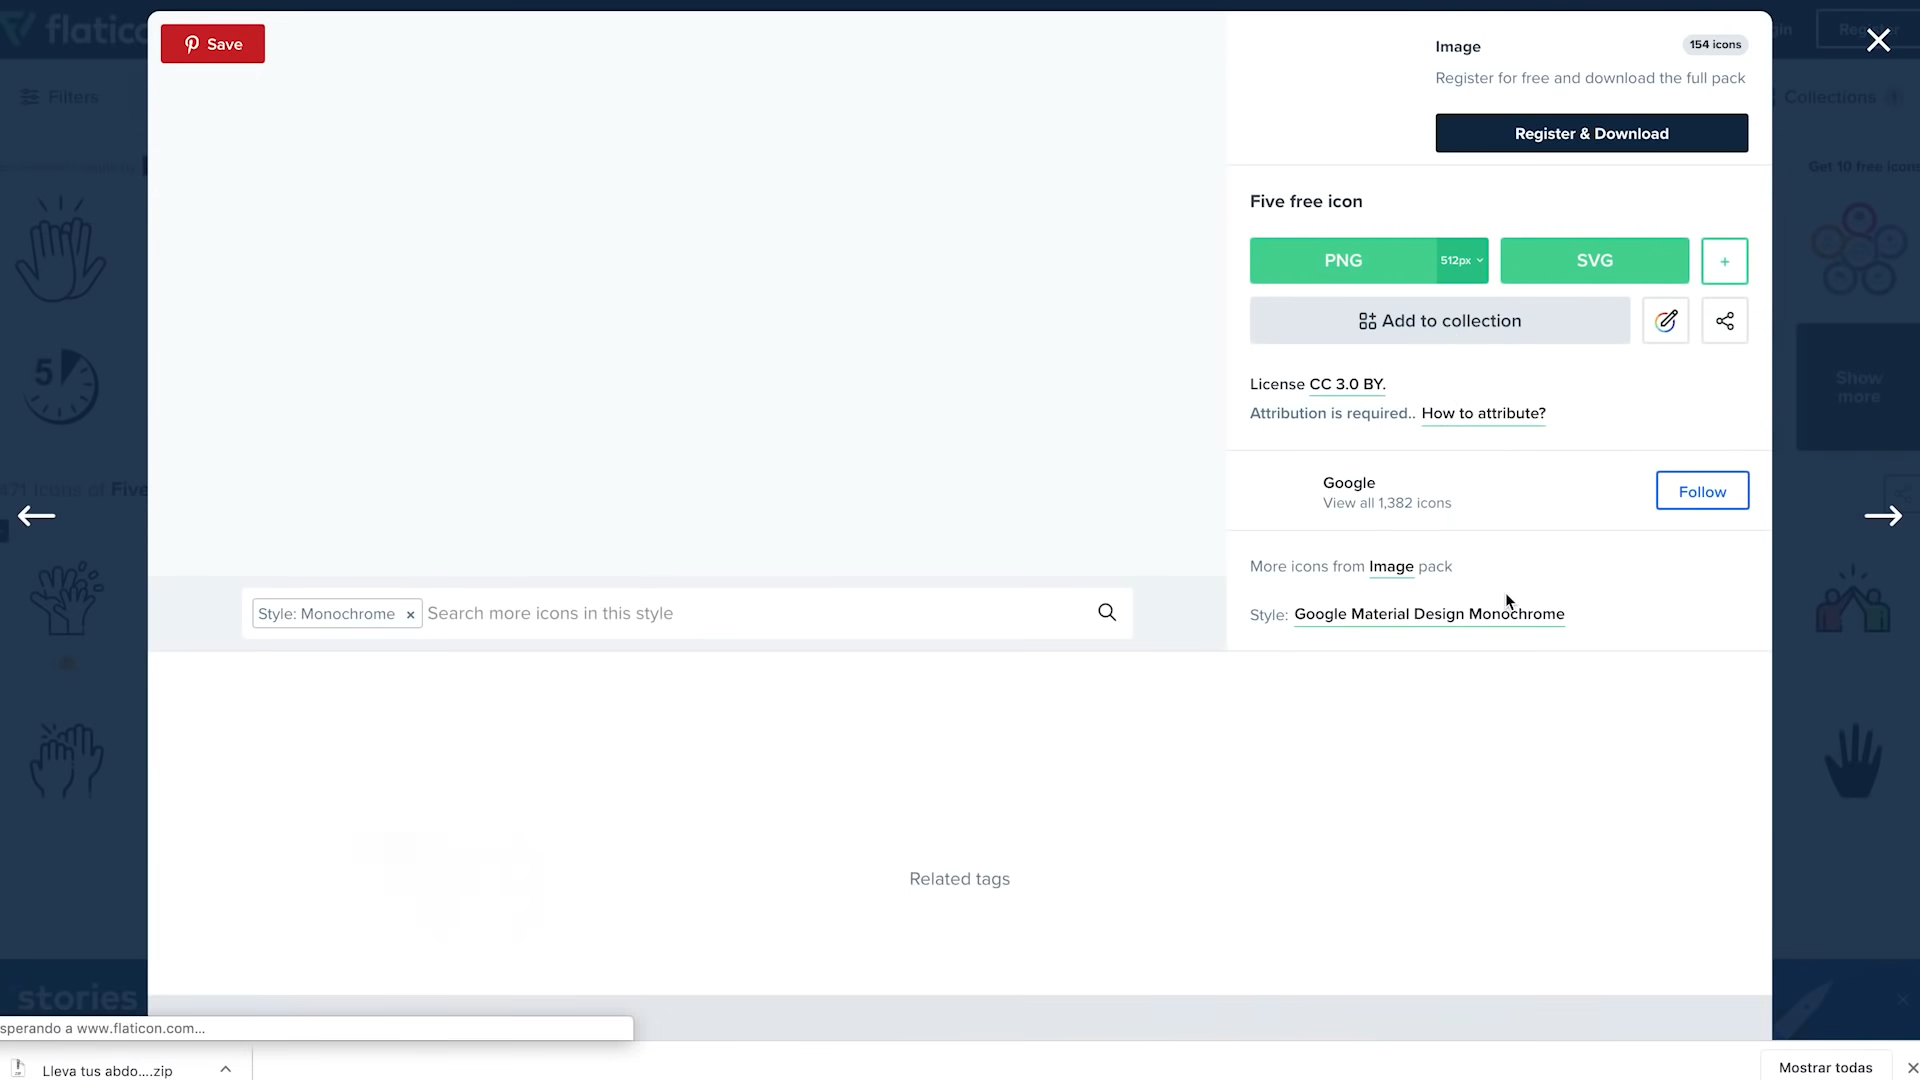 flatico
Save
Image
154 icons
Register for free and download the full pack
Register & Download
Filters
Collections
Get 10 free icons
Five free icon
PNG
512px
SVG
+
Add to collection
License CC 3.0 BY.
Attribution is required.. How to attribute?
5
Show
more
471 Icons of Five
Google
View all 1,382 icons
Follow
More icons from Image pack
Style: Google Material Design Monochrome
Style: Monochrome ×
Search more icons in this style
Related tags
stories
sperando a www.flaticon.com...
Lleva tus abdo....zip
Mostrar todas